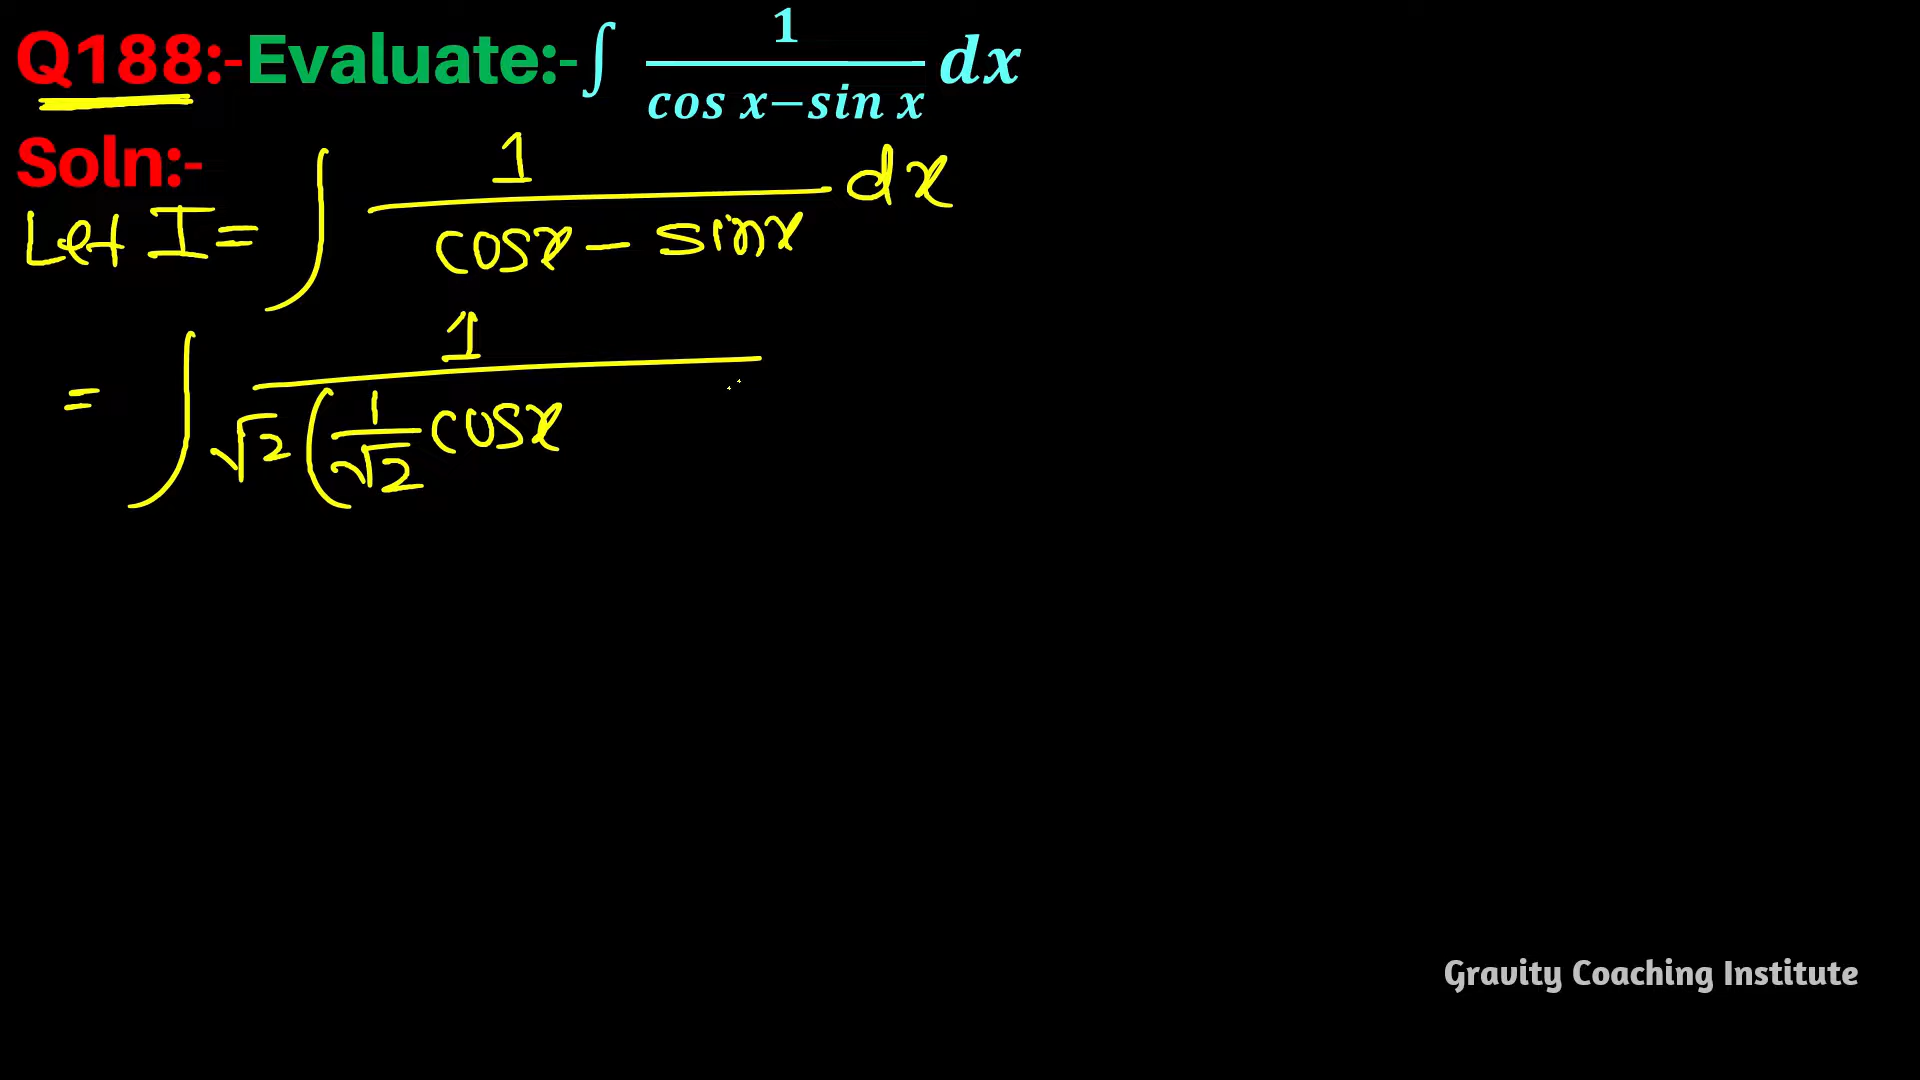 Q188:-Evaluate:-∫ 1/(cos x−sin x) dx
Soln:-
Let I = ∫ 1/(cosx − sinx) dx
= ∫ 1/(√2 (1/√2 cosx
Gravity Coaching Institute